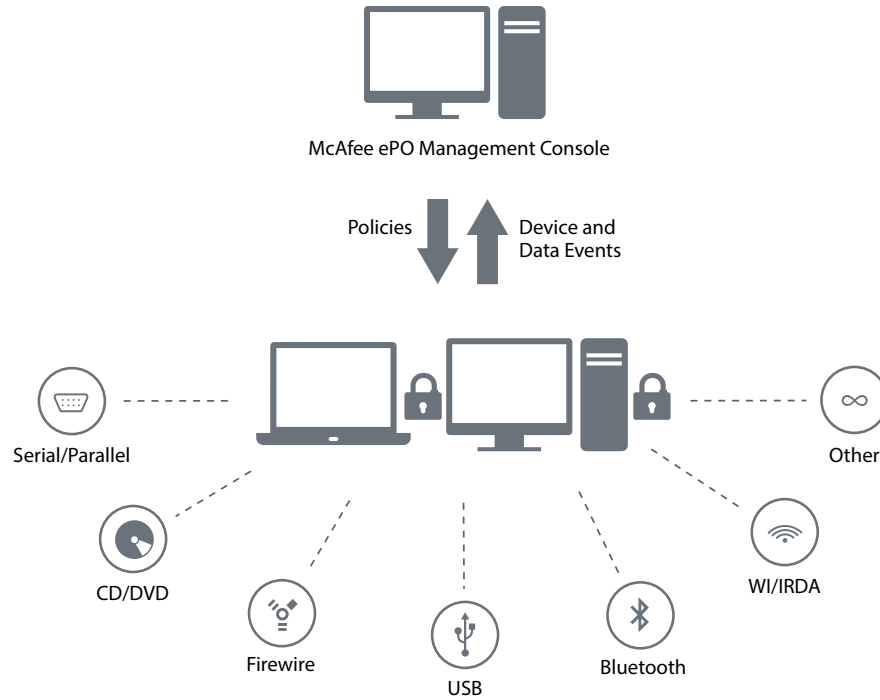 McAfee ePO Management Console
Policies
Device and
Data Events
Serial/Parallel
Other
CD/DVD
WI/IRDA
Firewire
Bluetooth
USB